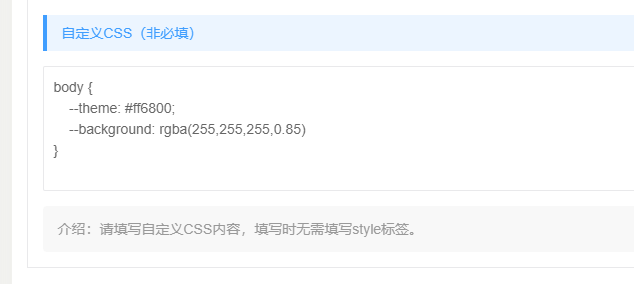 自定义CSS（非必填）
body {
    --theme: #ff6800;
    --background: rgba(255,255,255,0.85)
}
介绍：请填写自定义CSS内容，填写时无需填写style标签。